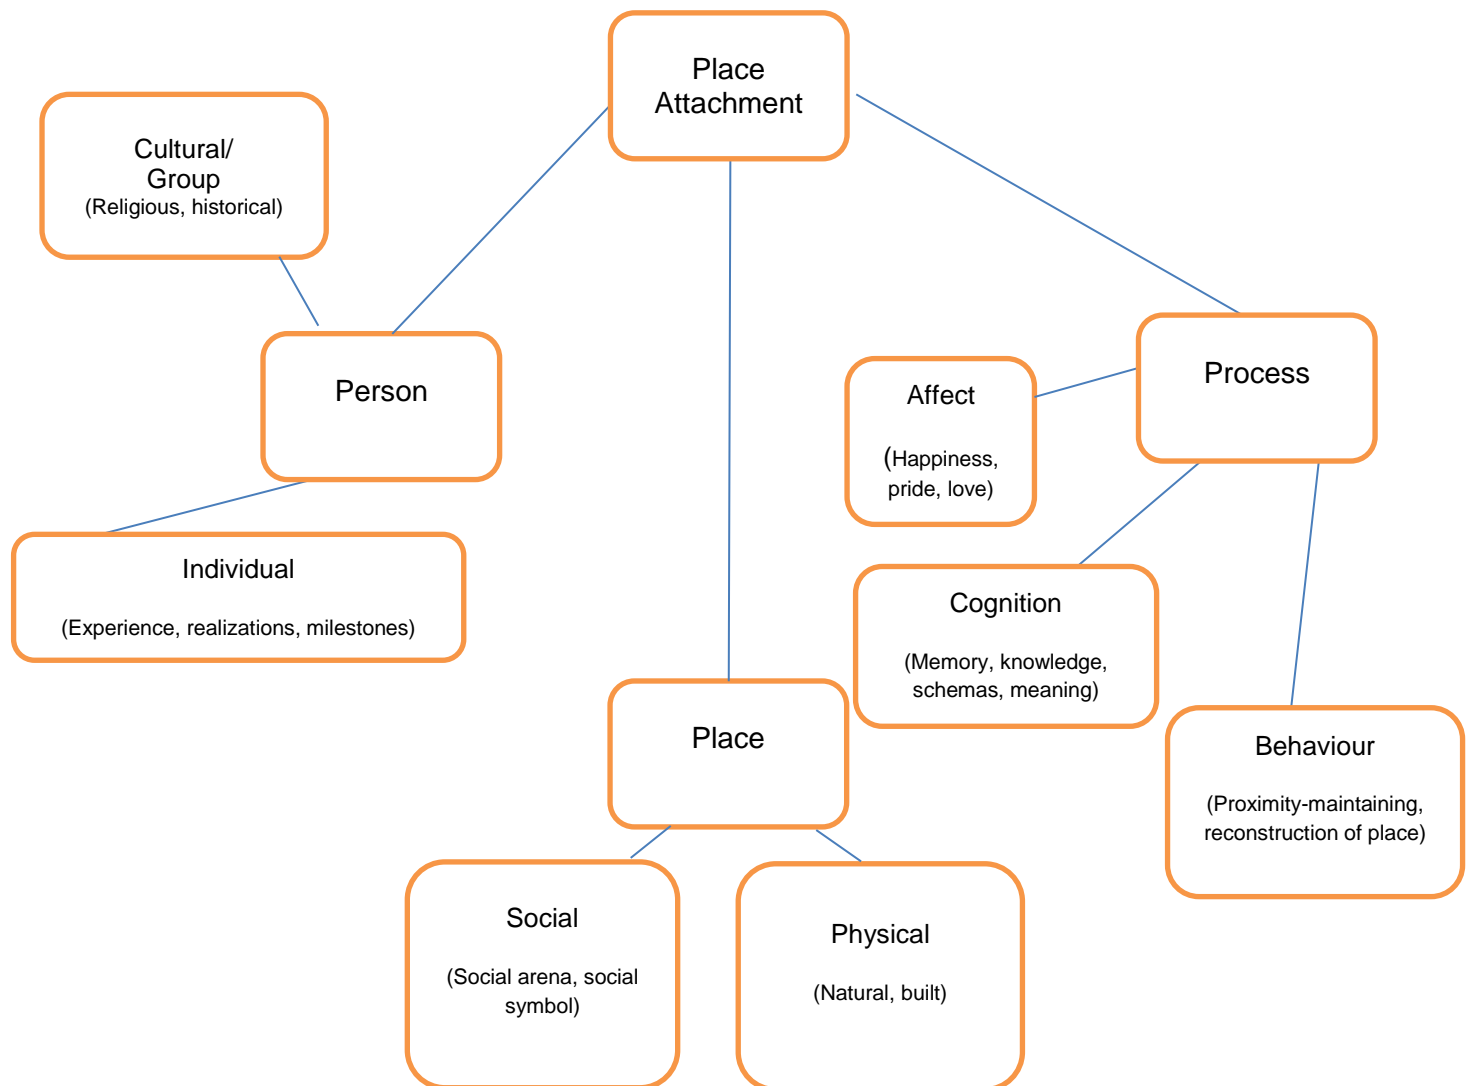 Place
Attachment
Cultural/
Group
(Religious, historical)
Person
Individual
(Experience, realizations, milestones)
Process
Affect
(Happiness,
pride, love)
Cognition
(Memory, knowledge,
schemas, meaning)
Behaviour
(Proximity-maintaining,
reconstruction of place)
Place
Social
(Social arena, social
symbol)
Physical
(Natural, built)